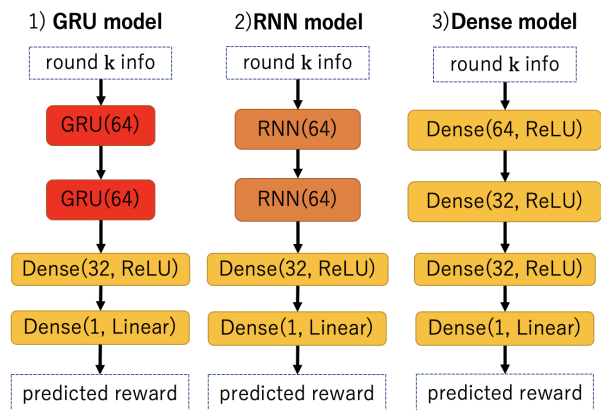 1) GRU model
round k info
GRU(64)
GRU(64)
Dense(32, ReLU)
Dense(1, Linear)
predicted reward
2)RNN model
round k info
RNN(64)
RNN(64)
Dense(32, ReLU)
Dense(1, Linear)
predicted reward
3)Dense model
round k info
Dense(64, ReLU)
Dense(32, ReLU)
Dense(32, ReLU)
Dense(1, Linear)
predicted reward